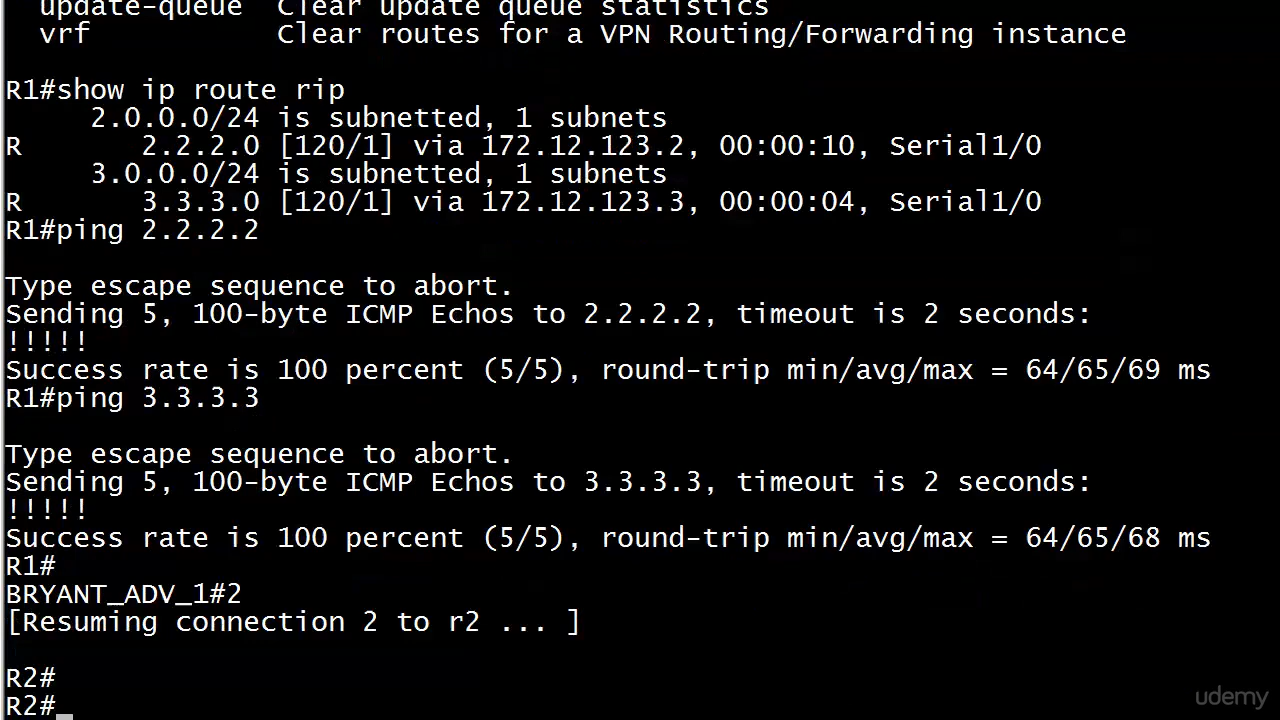 update-queue  Clear update queue statistics
vrf           Clear routes for a VPN Routing/Forwarding instance
R1#show ip route rip
2.0.0.0/24 is subnetted, 1 subnets
R       2.2.2.0 [120/1] via 172.12.123.2, 00:00:10, Serial1/0
3.0.0.0/24 is subnetted, 1 subnets
R       3.3.3.0 [120/1] via 172.12.123.3, 00:00:04, Serial1/0
R1#ping 2.2.2.2
Type escape sequence to abort.
Sending 5, 100-byte ICMP Echos to 2.2.2.2, timeout is 2 seconds:
!!!!!
Success rate is 100 percent (5/5), round-trip min/avg/max = 64/65/69 ms
R1#ping 3.3.3.3
Type escape sequence to abort.
Sending 5, 100-byte ICMP Echos to 3.3.3.3, timeout is 2 seconds:
!!!!!
Success rate is 100 percent (5/5), round-trip min/avg/max = 64/65/68 ms
R1#
BRYANT_ADV_1#2
[Resuming connection 2 to r2 ... ]
R2#
R2#
udemy